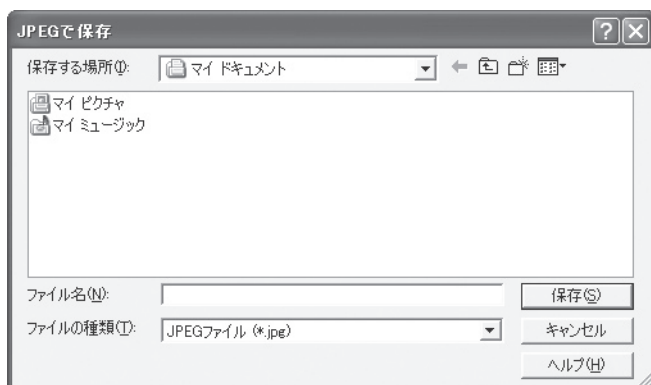 JPEGで保存
保存する場所(I):
マイ ドキュメント
マイ ピクチャ
マイ ミュージック
ファイル名(N):
保存(S)
ファイルの種類(T):
JPEGファイル (*.jpg)
キャンセル
ヘルプ(H)